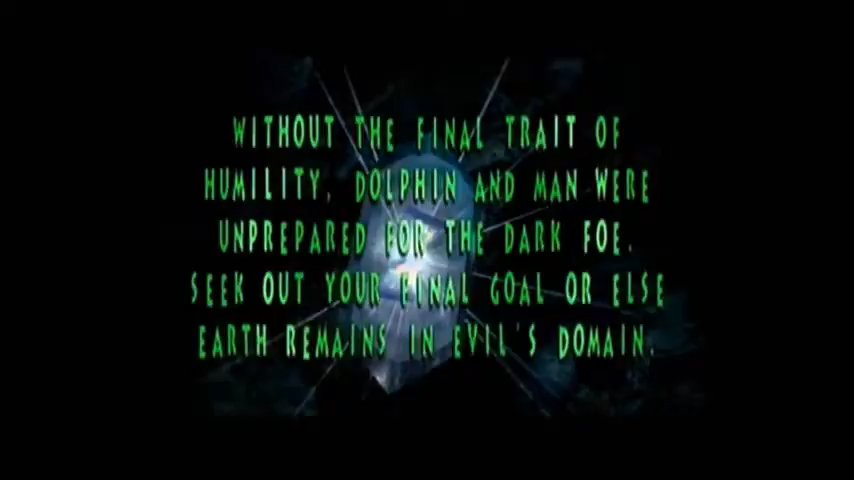 WITHOUT THE FINAL TRAIT OF
HUMILITY, DOLPHIN AND MAN WERE
UNPREPARED FOR THE DARK FOE.
SEEK OUT YOUR FINAL GOAL OR ELSE
EARTH REMAINS IN EVIL'S DOMAIN.